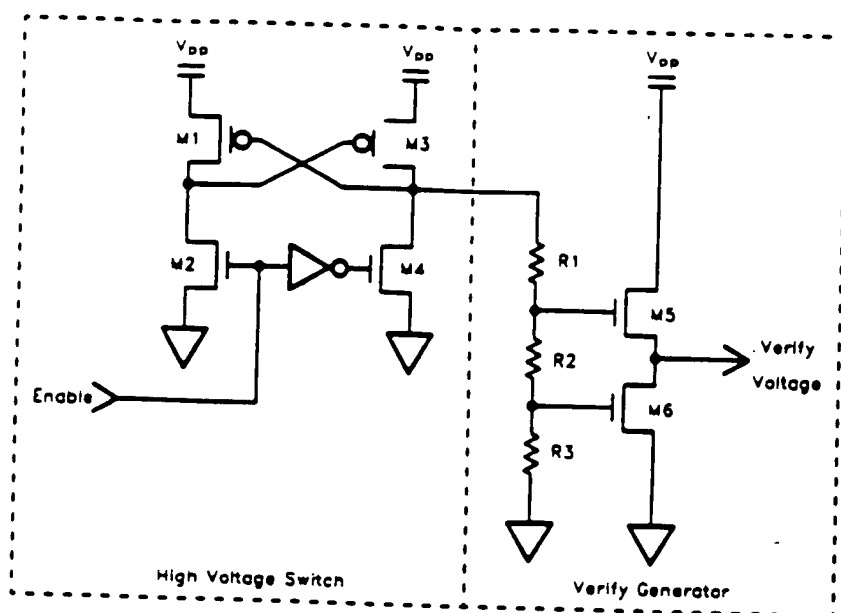 VPP
VPP
VPP
M1
M3
M2
M4
R1
M5
R2
Verify
Voltage
Enable
M6
R3
High Voltage Switch
Verify Generator